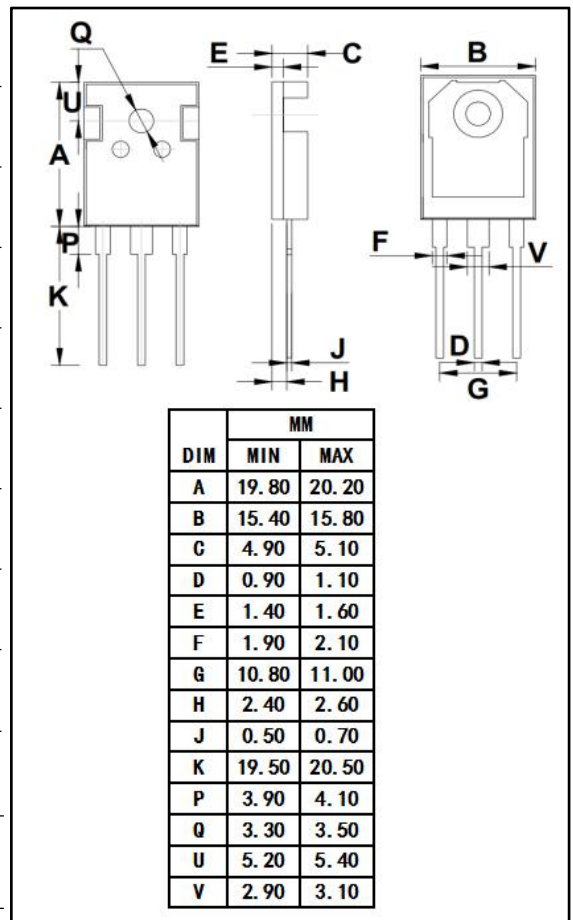 Q
E C B
U
A
P
K
F V
D
J
H G
MM
DIM MIN MAX
A 19.80 20.20
B 15.40 15.80
C 4.90 5.10
D 0.90 1.10
E 1.40 1.60
F 1.90 2.10
G 10.80 11.00
H 2.40 2.60
J 0.50 0.70
K 19.50 20.50
P 3.90 4.10
Q 3.30 3.50
U 5.20 5.40
V 2.90 3.10